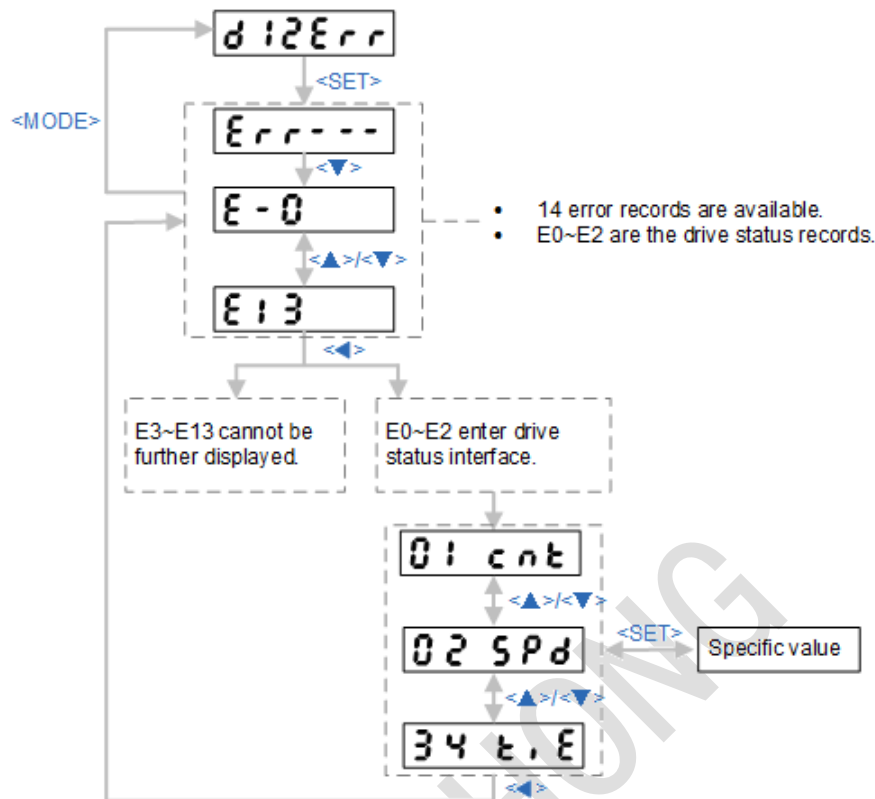 d12Err
<SET>
<MODE>
Err---
<▼>
E-0
• 14 error records are available.
• E0~E2 are the drive status records.
<▲>/<▼>
E13
<◀>
E3~E13 cannot be
further displayed.
E0~E2 enter drive
status interface.
01 cnt
<▲>/<▼>
02 SPd
<SET>
Specific value
<▲>/<▼>
34 tiE
<◀>